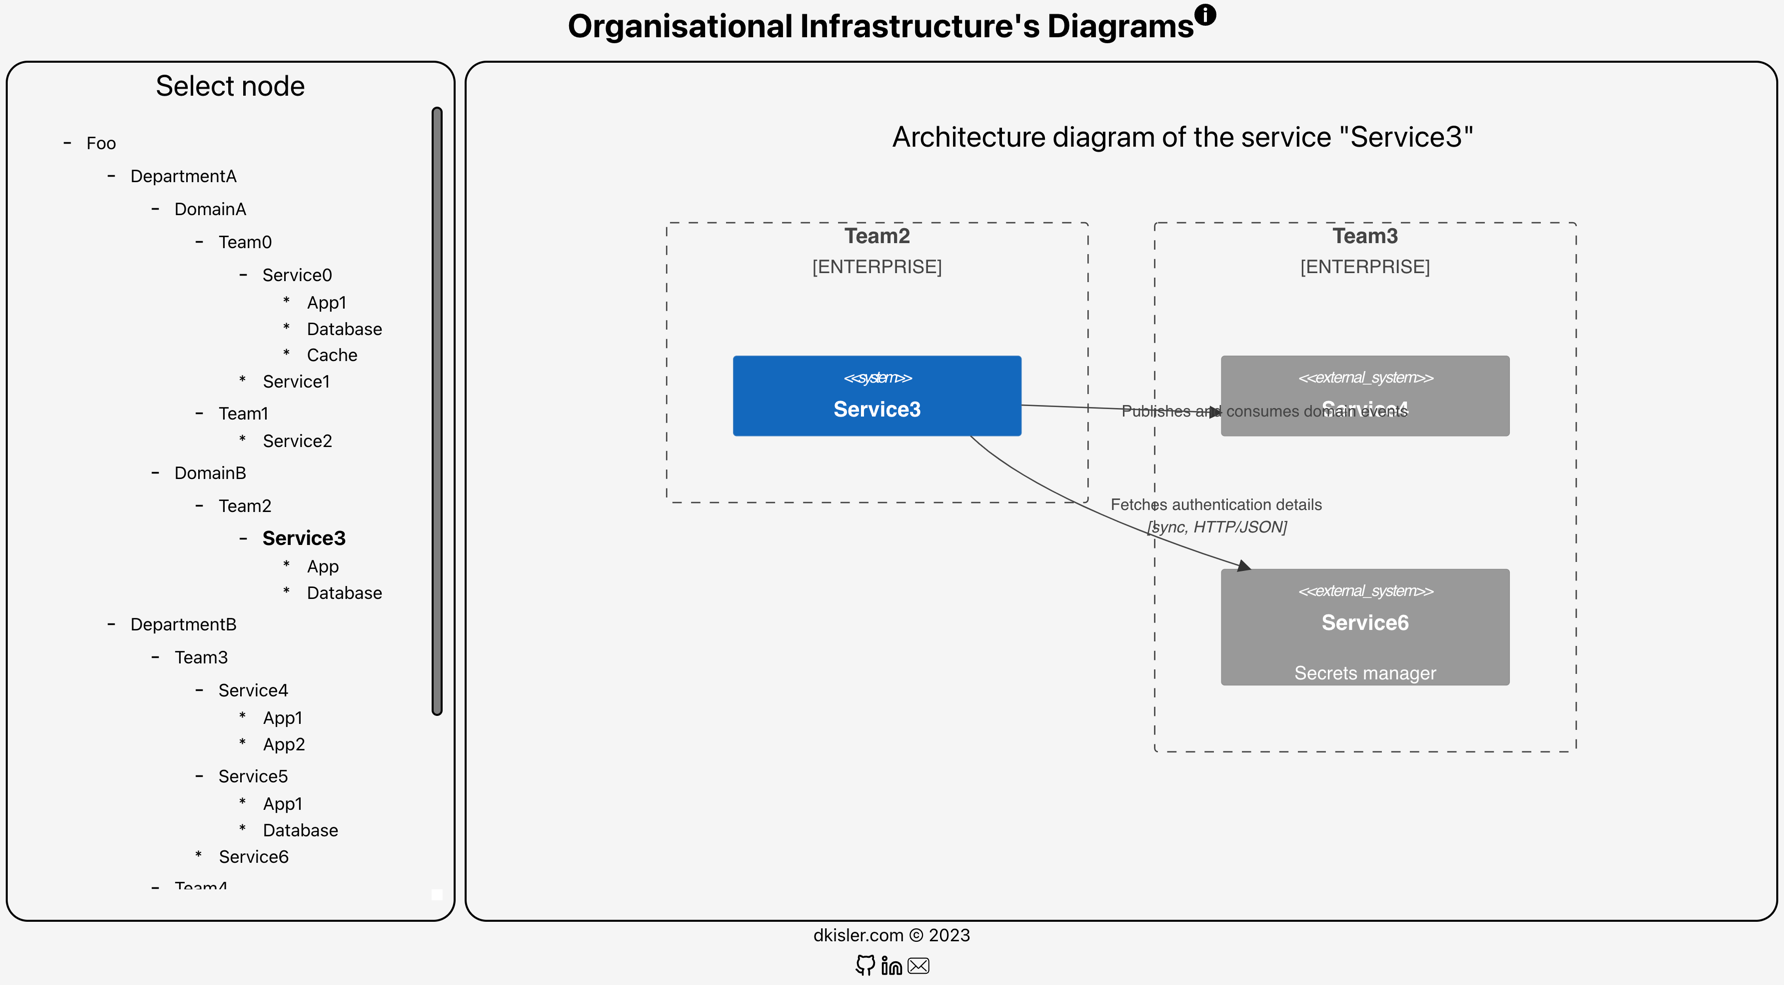 Organisational Infrastructure's Diagrams
Select node
- Foo
- DepartmentA
- DomainA
- Team0
- Service0
* App1
* Database
* Cache
* Service1
- Team1
* Service2
- DomainB
- Team2
- Service3
* App
* Database
- DepartmentB
- Team3
- Service4
* App1
* App2
- Service5
* App1
* Database
* Service6
- Team4
Architecture diagram of the service "Service3"
Team2
[ENTERPRISE]
<<system>>
Service3
Team3
[ENTERPRISE]
<<external_system>>
Service4
Publishes and consumes domain events
Fetches authentication details
[sync, HTTP/JSON]
<<external_system>>
Service6
Secrets manager
dkisler.com © 2023